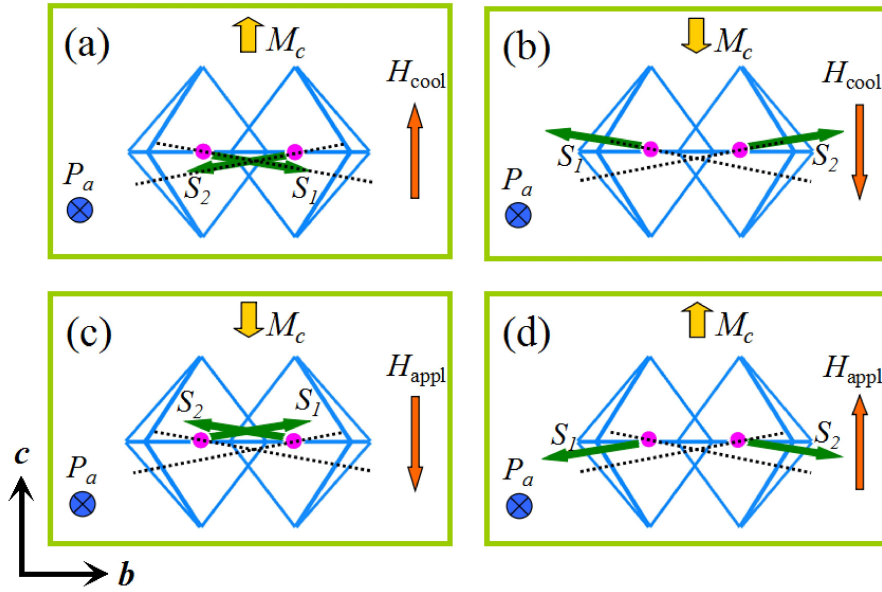 (a)
M_c
H_cool
P_a
S_2
S_1
(b)
M_c
H_cool
S_1
S_2
P_a
(c)
M_c
H_appl
S_2
S_1
P_a
(d)
M_c
H_appl
S_1
S_2
P_a
c
b